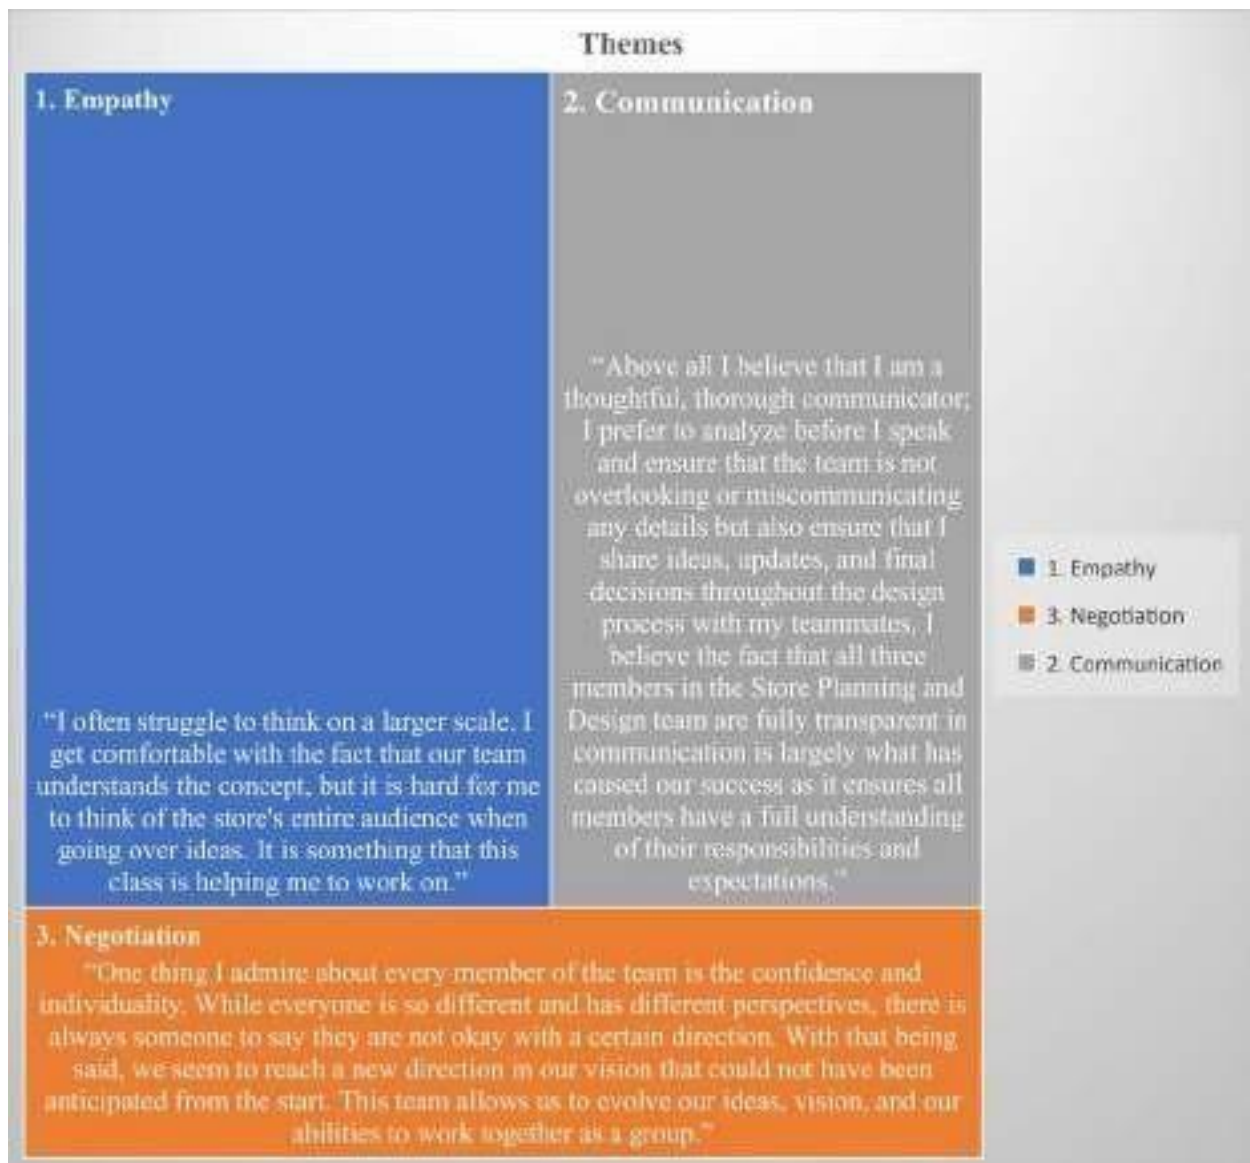 Themes
1. Empathy
“I often struggle to think on a larger scale. I
get comfortable with the fact that our team
understands the concept, but it is hard for me
to think of the store's entire audience when
going over ideas. It is something that this
class is helping me to work on.”
2. Communication
“Above all I believe that I am a
thoughtful, thorough communicator;
I prefer to analyze before I speak
and ensure that the team is not
overlooking or miscommunicating
any details but also ensure that I
share ideas, updates, and final
decisions throughout the design
process with my teammates. I
believe the fact that all three
members in the Store Planning and
Design team are fully transparent in
communication is largely what has
caused our success as it ensures all
members have a full understanding
of their responsibilities and
expectations.”
3. Negotiation
“One thing I admire about every member of the team is the confidence and
individuality. While everyone is so different and has different perspectives, there is
always someone to say they are not okay with a certain direction. With that being
said, we seem to reach a new direction in our vision that could not have been
anticipated from the start. This team allows us to evolve our ideas, vision, and our
abilities to work together as a group.”
1. Empathy
3. Negotiation
2. Communication